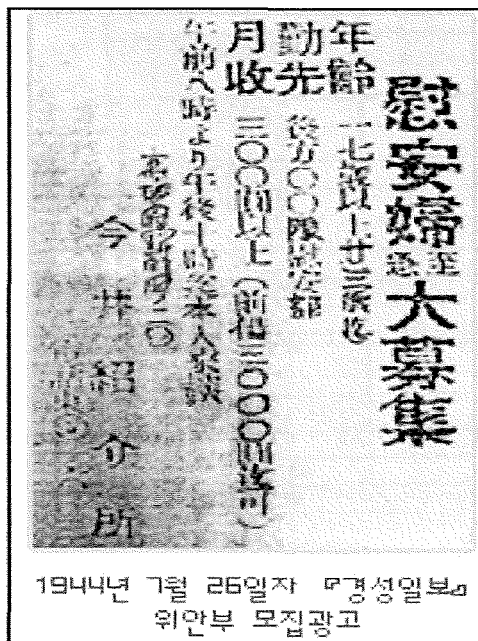 慰安婦至急大募集
年齢 一七歳以上廿三歳迄
勤先 後方〇〇隊慰安部
月收 三〇〇圓以上（前借三〇〇〇圓迄可）
午前八時より午後十時迄本人來談
今井紹介所
1944년 7월 26일자 『경성일보』
위안부 모집광고